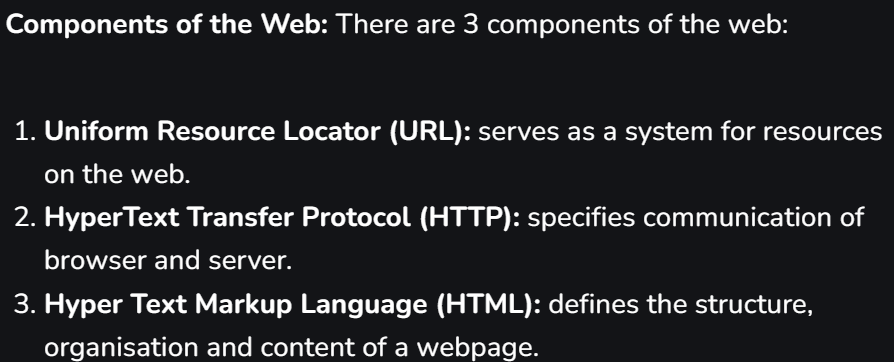 Components of the Web: There are 3 components of the web:
1. Uniform Resource Locator (URL): serves as a system for resources
on the web.
2. HyperText Transfer Protocol (HTTP): specifies communication of
browser and server.
3. Hyper Text Markup Language (HTML): defines the structure,
organisation and content of a webpage.